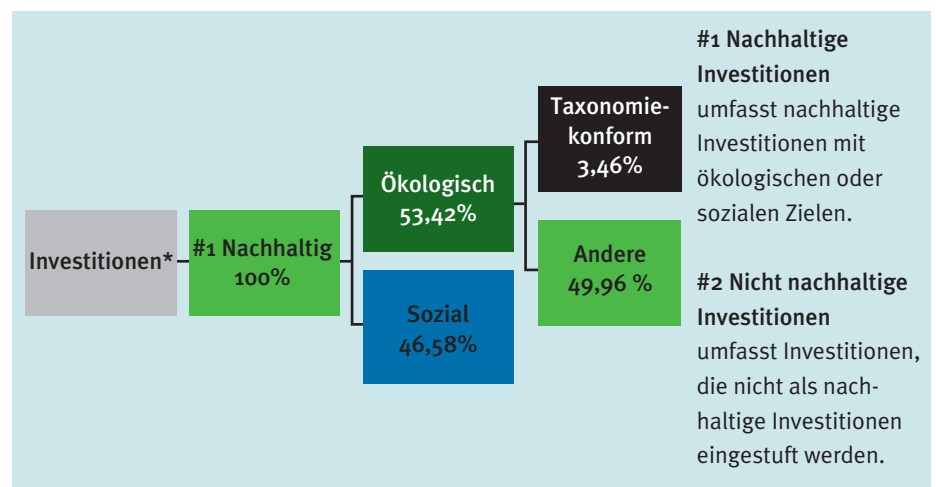 Investitionen*
#1 Nachhaltig
100%
Ökologisch
53,42%
Sozial
46,58%
Taxonomie-
konform
3,46%
Andere
49,96 %
#1 Nachhaltige
Investitionen
umfasst nachhaltige
Investitionen mit
ökologischen oder
sozialen Zielen.
#2 Nicht nachhaltige
Investitionen
umfasst Investitionen,
die nicht als nach-
haltige Investitionen
eingestuft werden.